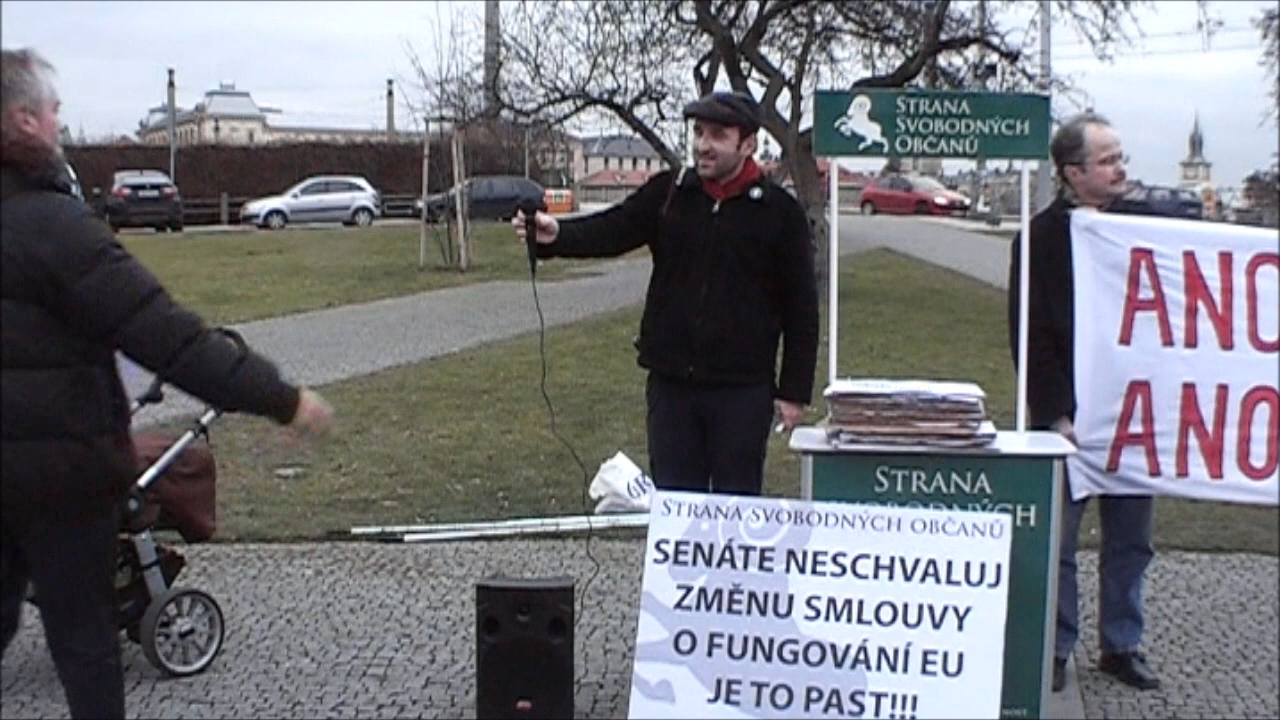 STRANA
SVOBODNÝCH
OBČANŮ
ANO
ANO
STRANA
STRANA SVOBODNÝCH OBČANŮ
SENÁTE NESCHVALUJ
ZMĚNU SMLOUVY
O FUNGOVÁNÍ EU
JE TO PAST!!!